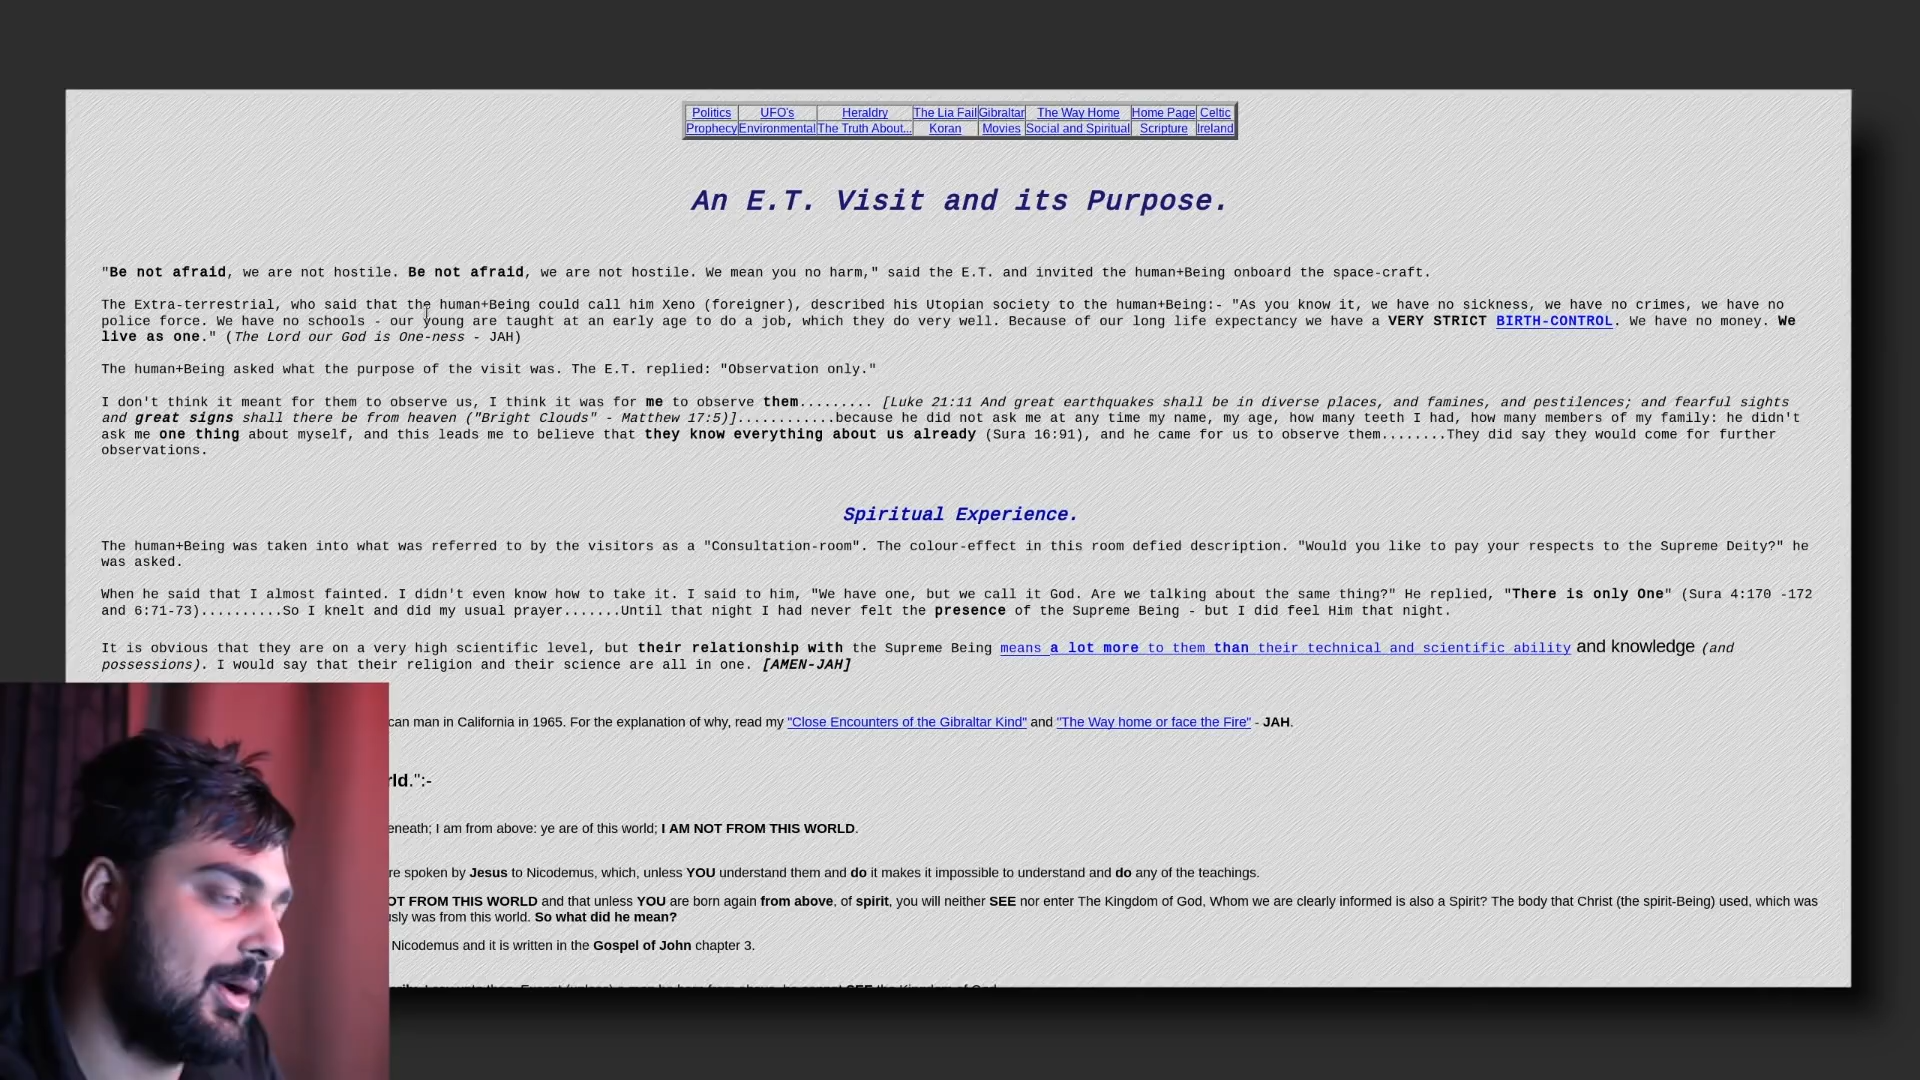 Politics UFO's Heraldry The Lia Fail Gibraltar The Way Home Home Page Celtic
Prophecy Environmental The Truth About... Koran Movies Social and Spiritual Scripture Ireland
An E.T. Visit and its Purpose.
"Be not afraid, we are not hostile. Be not afraid, we are not hostile. We mean you no harm," said the E.T. and invited the human+Being onboard the space-craft.
The Extra-terrestrial, who said that the human+Being could call him Xeno (foreigner), described his Utopian society to the human+Being:- "As you know it, we have no sickness, we have no crimes, we have no
police force. We have no schools - our young are taught at an early age to do a job, which they do very well. Because of our long life expectancy we have a VERY STRICT BIRTH-CONTROL. We have no money. We
live as one." (The Lord our God is One-ness - JAH)
The human+Being asked what the purpose of the visit was. The E.T. replied: "Observation only."
I don't think it meant for them to observe us, I think it was for me to observe them......... [Luke 21:11 And great earthquakes shall be in diverse places, and famines, and pestilences; and fearful sights
and great signs shall there be from heaven ("Bright Clouds" - Matthew 17:5)]............because he did not ask me at any time my name, my age, how many teeth I had, how many members of my family: he didn't
ask me one thing about myself, and this leads me to believe that they know everything about us already (Sura 16:91), and he came for us to observe them........They did say they would come for further
observations.
Spiritual Experience.
The human+Being was taken into what was referred to by the visitors as a "Consultation-room". The colour-effect in this room defied description. "Would you like to pay your respects to the Supreme Deity?" he
was asked.
When he said that I almost fainted. I didn't even know how to take it. I said to him, "We have one, but we call it God. Are we talking about the same thing?" He replied, "There is only One" (Sura 4:170 -172
and 6:71-73)..........So I knelt and did my usual prayer.......Until that night I had never felt the presence of the Supreme Being - but I did feel Him that night.
It is obvious that they are on a very high scientific level, but their relationship with the Supreme Being means a lot more to them than their technical and scientific ability and knowledge (and
possessions). I would say that their religion and their science are all in one. [AMEN-JAH]
can man in California in 1965. For the explanation of why, read my "Close Encounters of the Gibraltar Kind" and "The Way home or face the Fire" - JAH.
rld.":-
eneath; I am from above: ye are of this world; I AM NOT FROM THIS WORLD.
re spoken by Jesus to Nicodemus, which, unless YOU understand them and do it makes it impossible to understand and do any of the teachings.
OT FROM THIS WORLD and that unless YOU are born again from above, of spirit, you will neither SEE nor enter The Kingdom of God, Whom we are clearly informed is also a Spirit? The body that Christ (the spirit-Being) used, which was
usly was from this world. So what did he mean?
Nicodemus and it is written in the Gospel of John chapter 3.